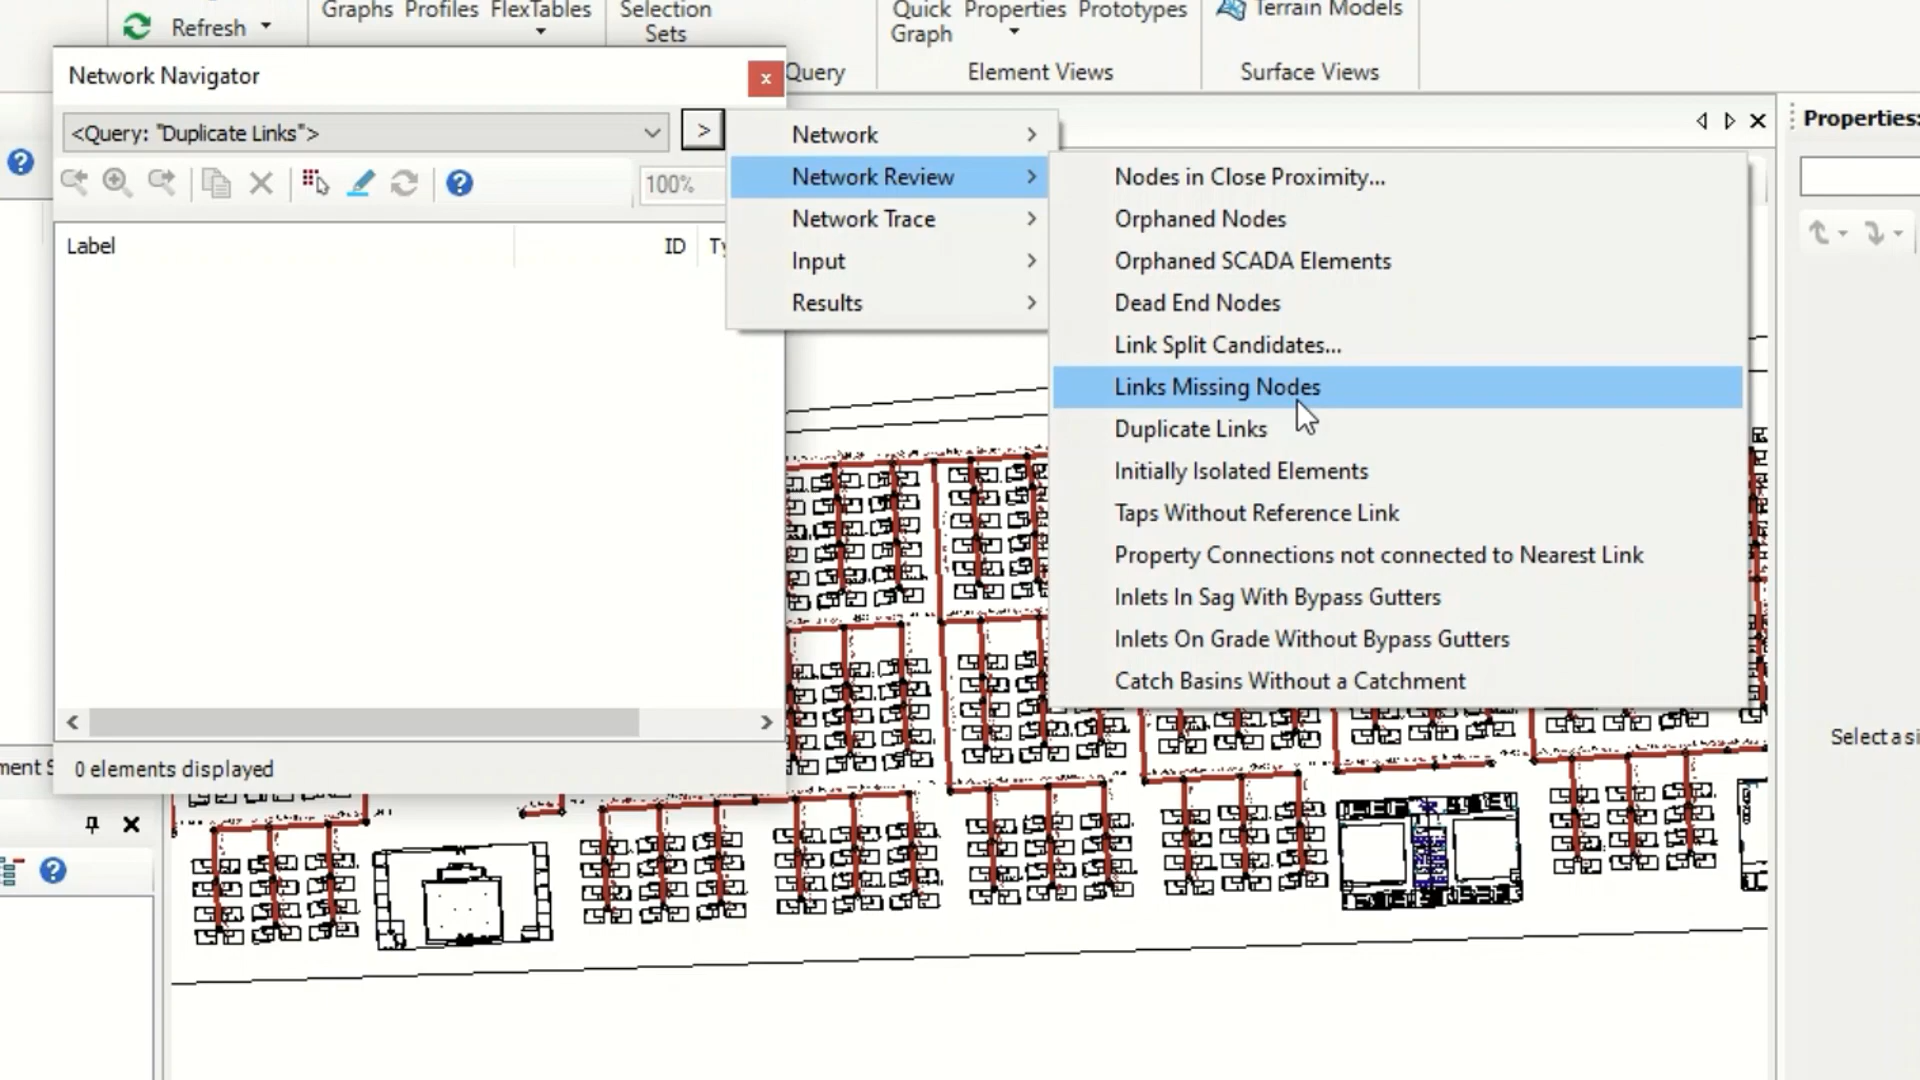 Graphs Profiles FlexTables
Selection
Sets
Quick
Graph
Properties Prototypes
Terrain Models
Refresh
Query
Element Views
Surface Views
Network Navigator
x
<Query: "Duplicate Links">
>
100%
Label
ID
0 elements displayed
Network
Network Review
Network Trace
Input
Results
Nodes in Close Proximity...
Orphaned Nodes
Orphaned SCADA Elements
Dead End Nodes
Link Split Candidates...
Links Missing Nodes
Duplicate Links
Initially Isolated Elements
Taps Without Reference Link
Property Connections not connected to Nearest Link
Inlets In Sag With Bypass Gutters
Inlets On Grade Without Bypass Gutters
Catch Basins Without a Catchment
Properties:
Select a si
ment S